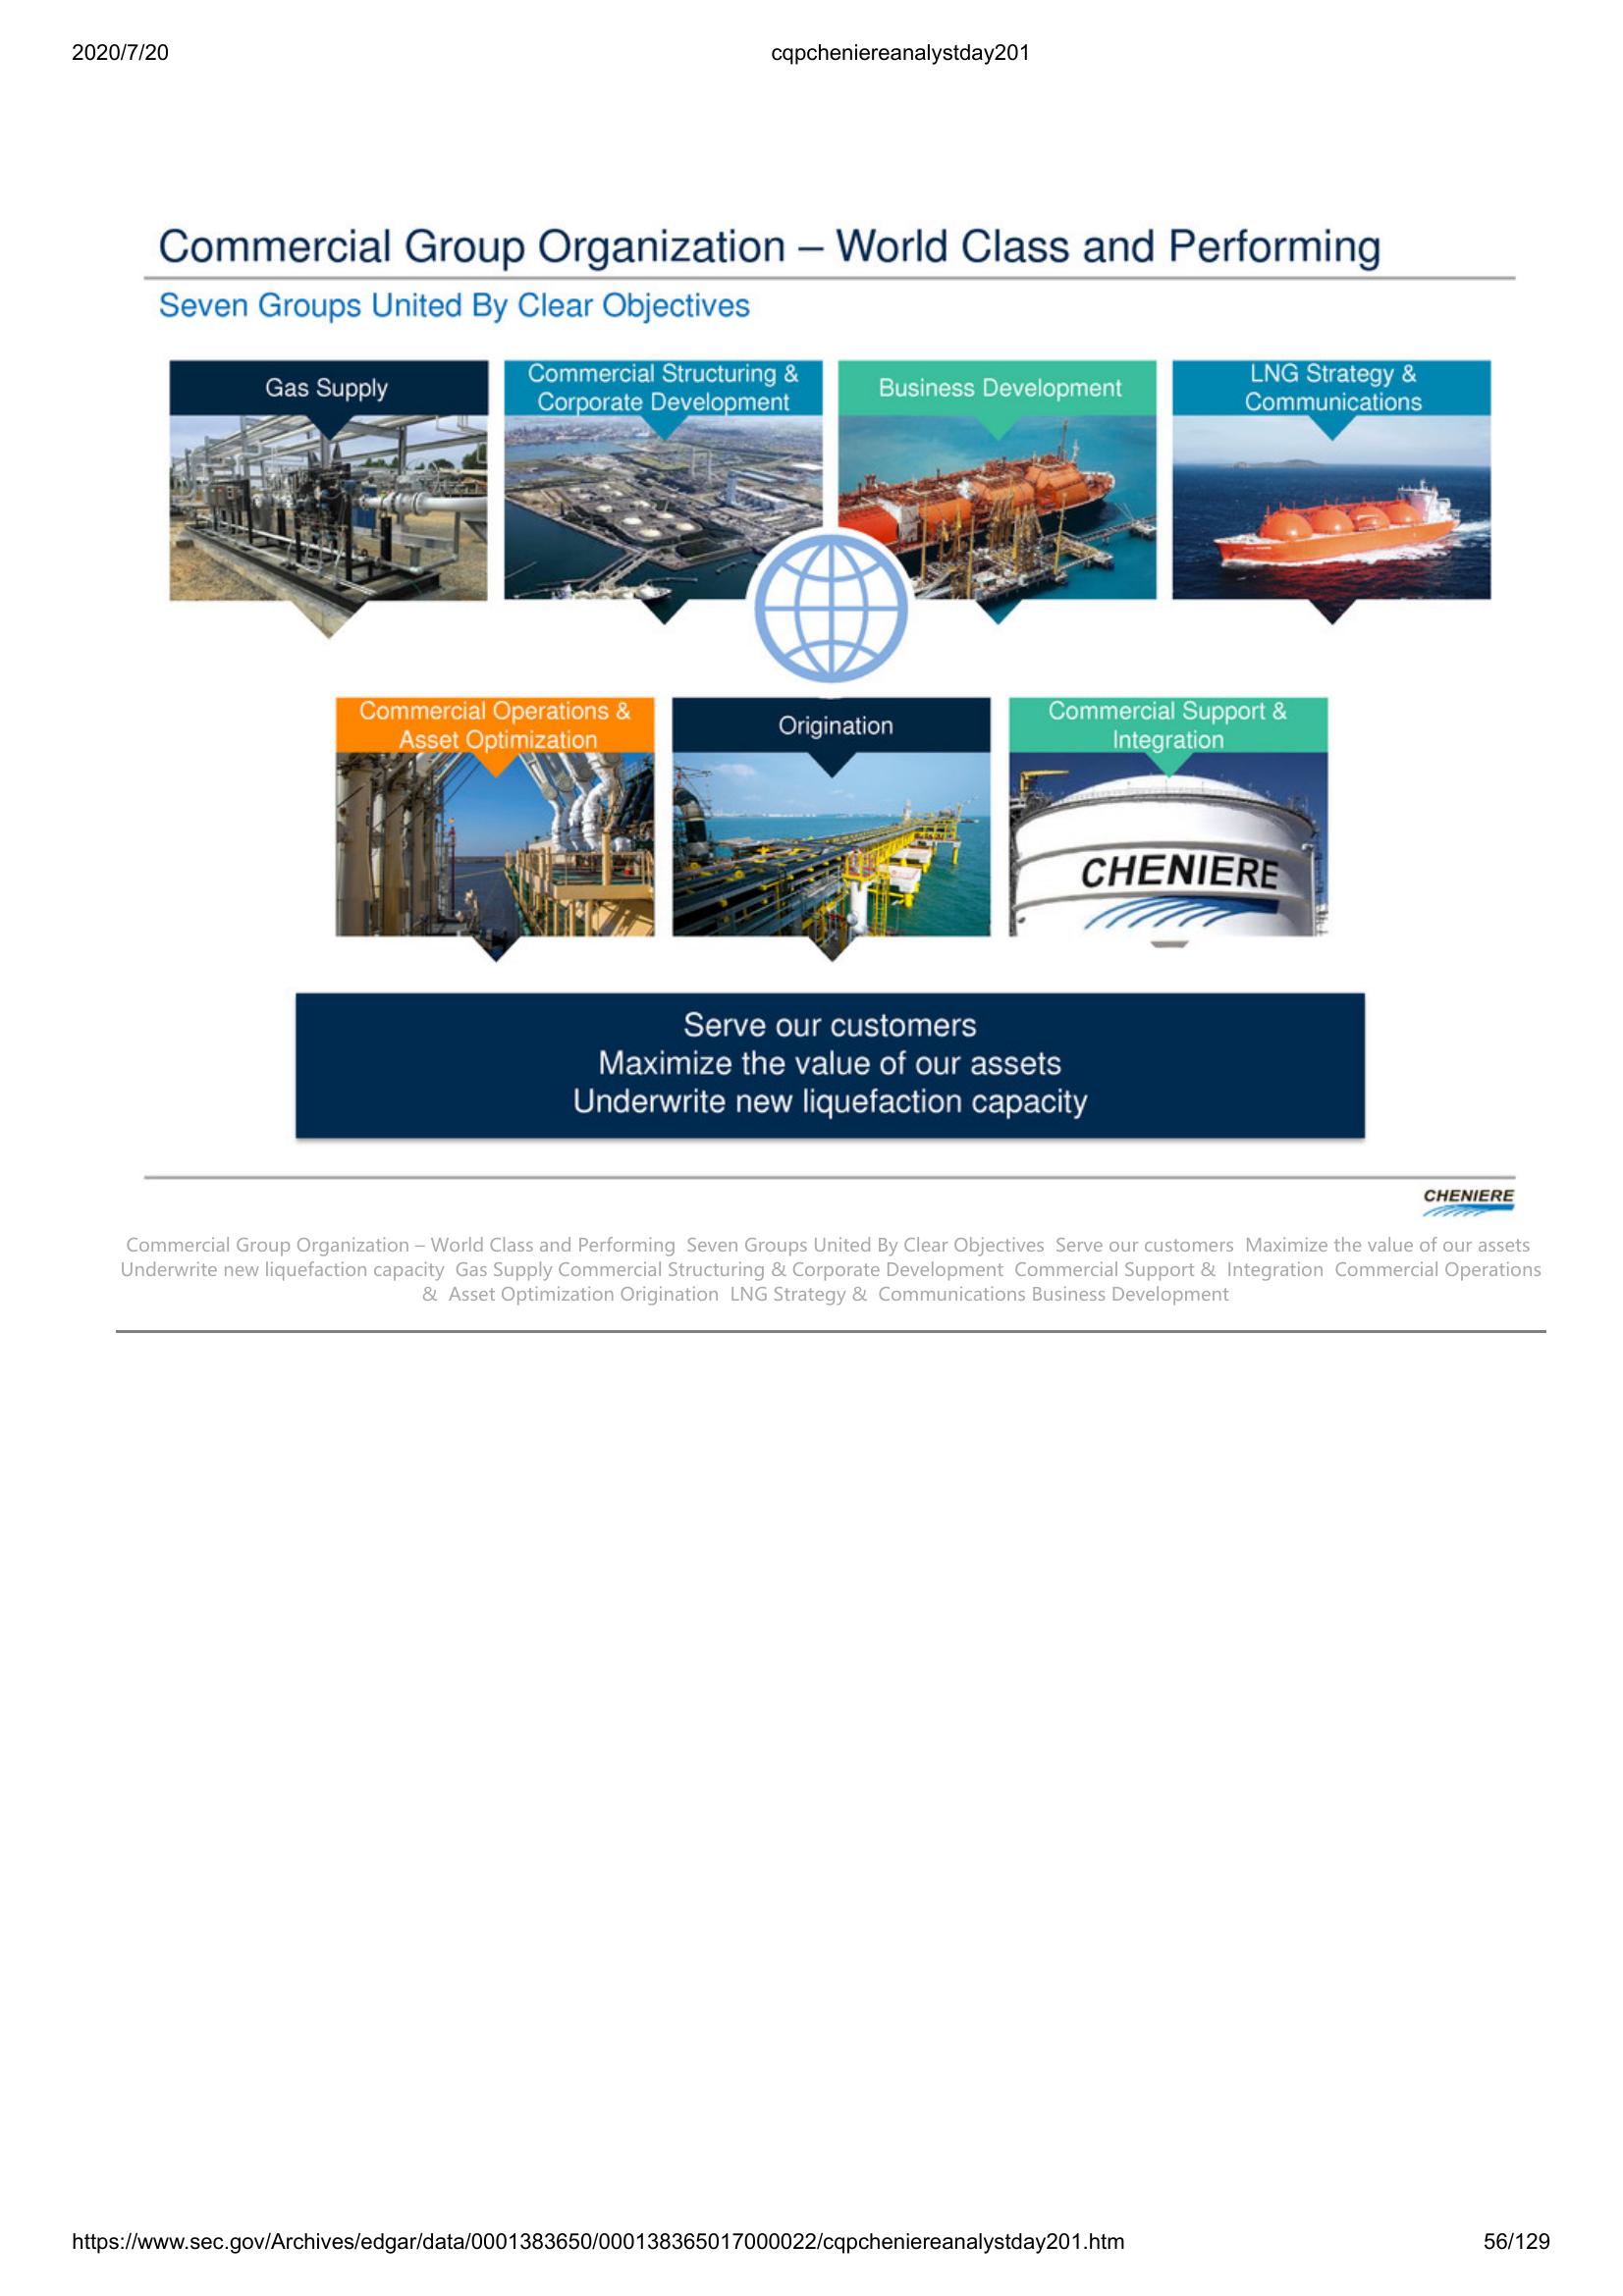 2020/7/20
cqpcheniereanalystday201
Commercial Group Organization – World Class and Performing
Seven Groups United By Clear Objectives
Gas Supply
Commercial Structuring &
Corporate Development
Business Development
LNG Strategy &
Communications
Commercial Operations &
Asset Optimization
Origination
Commercial Support &
Integration
CHENIERE
Serve our customers
Maximize the value of our assets
Underwrite new liquefaction capacity
CHENIERE
Commercial Group Organization – World Class and Performing Seven Groups United By Clear Objectives Serve our customers Maximize the value of our assets
Underwrite new liquefaction capacity Gas Supply Commercial Structuring & Corporate Development Commercial Support & Integration Commercial Operations
& Asset Optimization Origination LNG Strategy & Communications Business Development
https://www.sec.gov/Archives/edgar/data/0001383650/000138365017000022/cqpcheniereanalystday201.htm
56/129